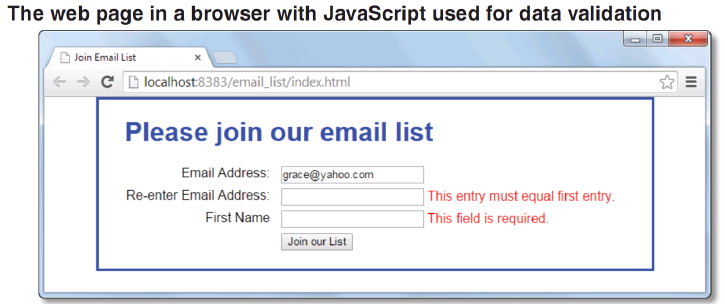 The web page in a browser with JavaScript used for data validation
Join Email List
localhost:8383/email_list/index.html
Please join our email list
Email Address: grace@yahoo.com
Re-enter Email Address: This entry must equal first entry.
First Name This field is required.
Join our List